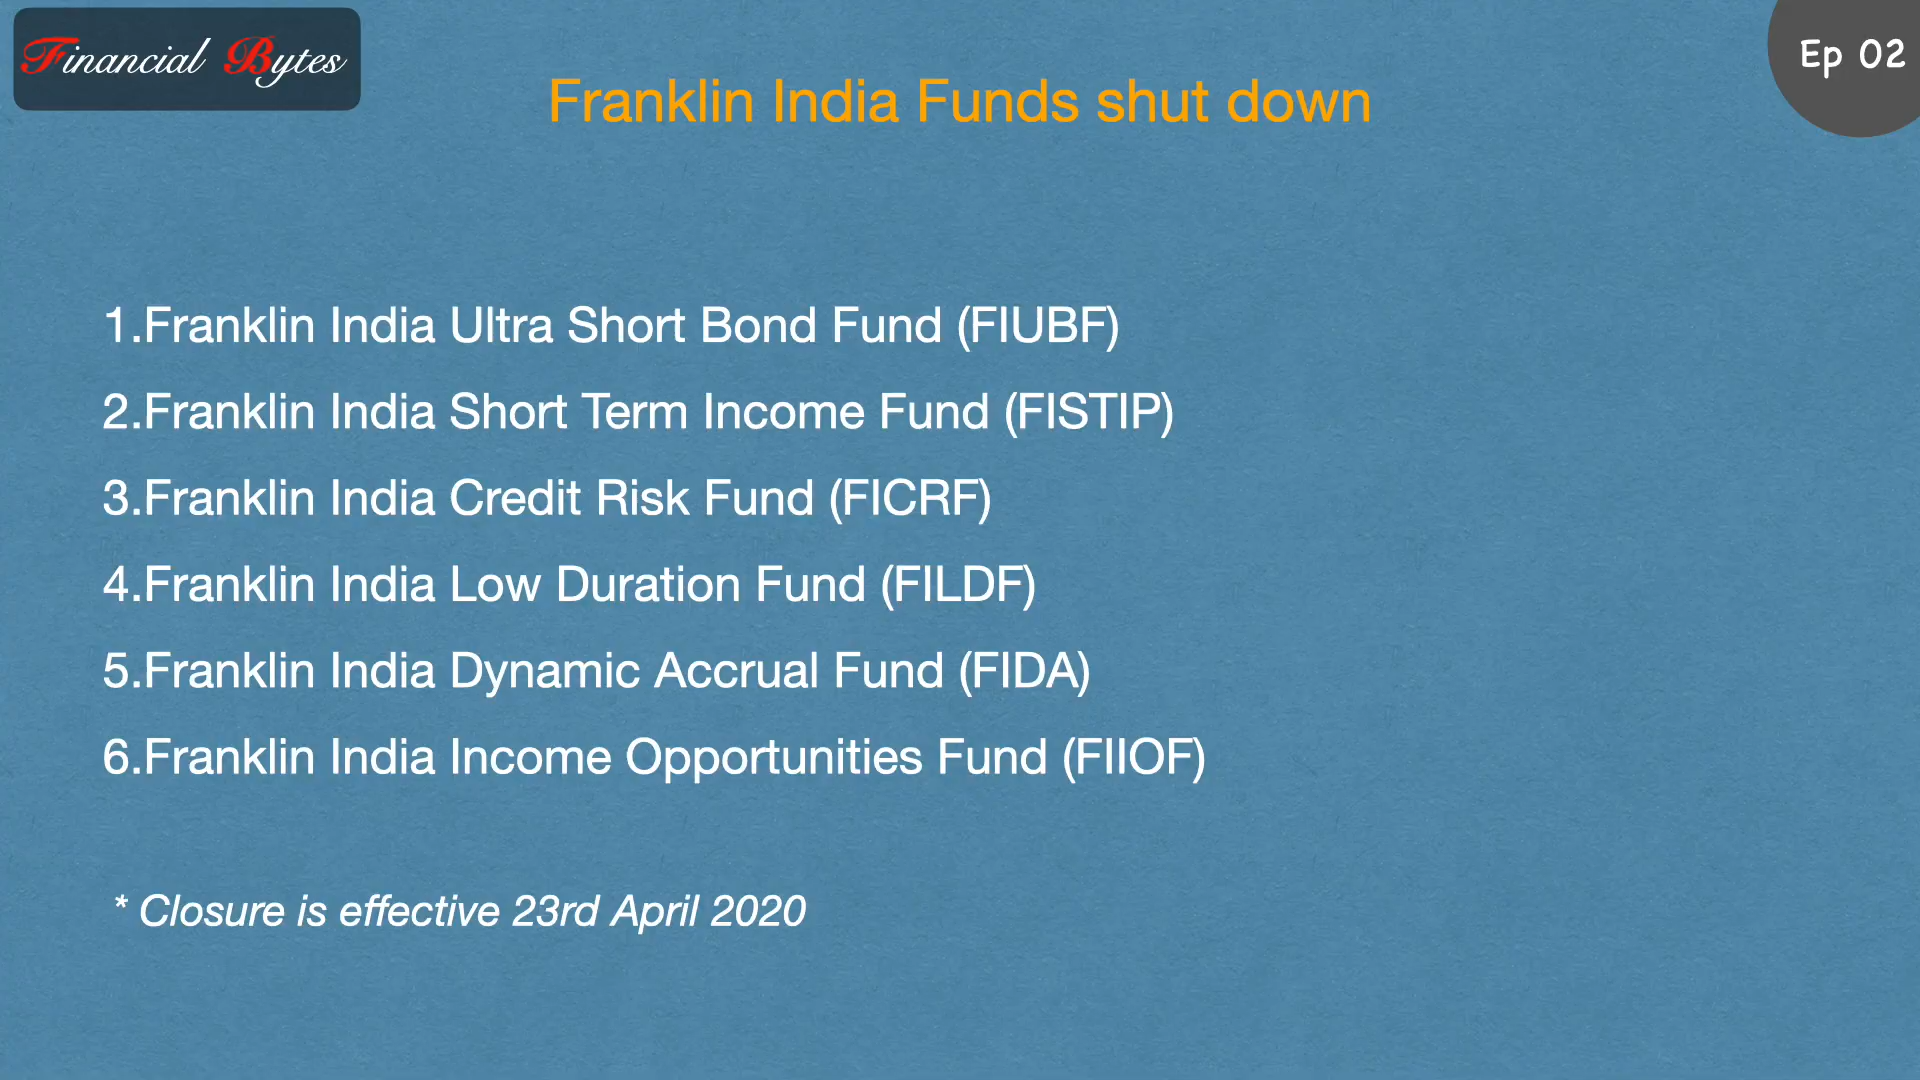 Financial Bytes
Ep 02
Franklin India Funds shut down
1.Franklin India Ultra Short Bond Fund (FIUBF)
2.Franklin India Short Term Income Fund (FISTIP)
3.Franklin India Credit Risk Fund (FICRF)
4.Franklin India Low Duration Fund (FILDF)
5.Franklin India Dynamic Accrual Fund (FIDA)
6.Franklin India Income Opportunities Fund (FIIOF)
* Closure is effective 23rd April 2020